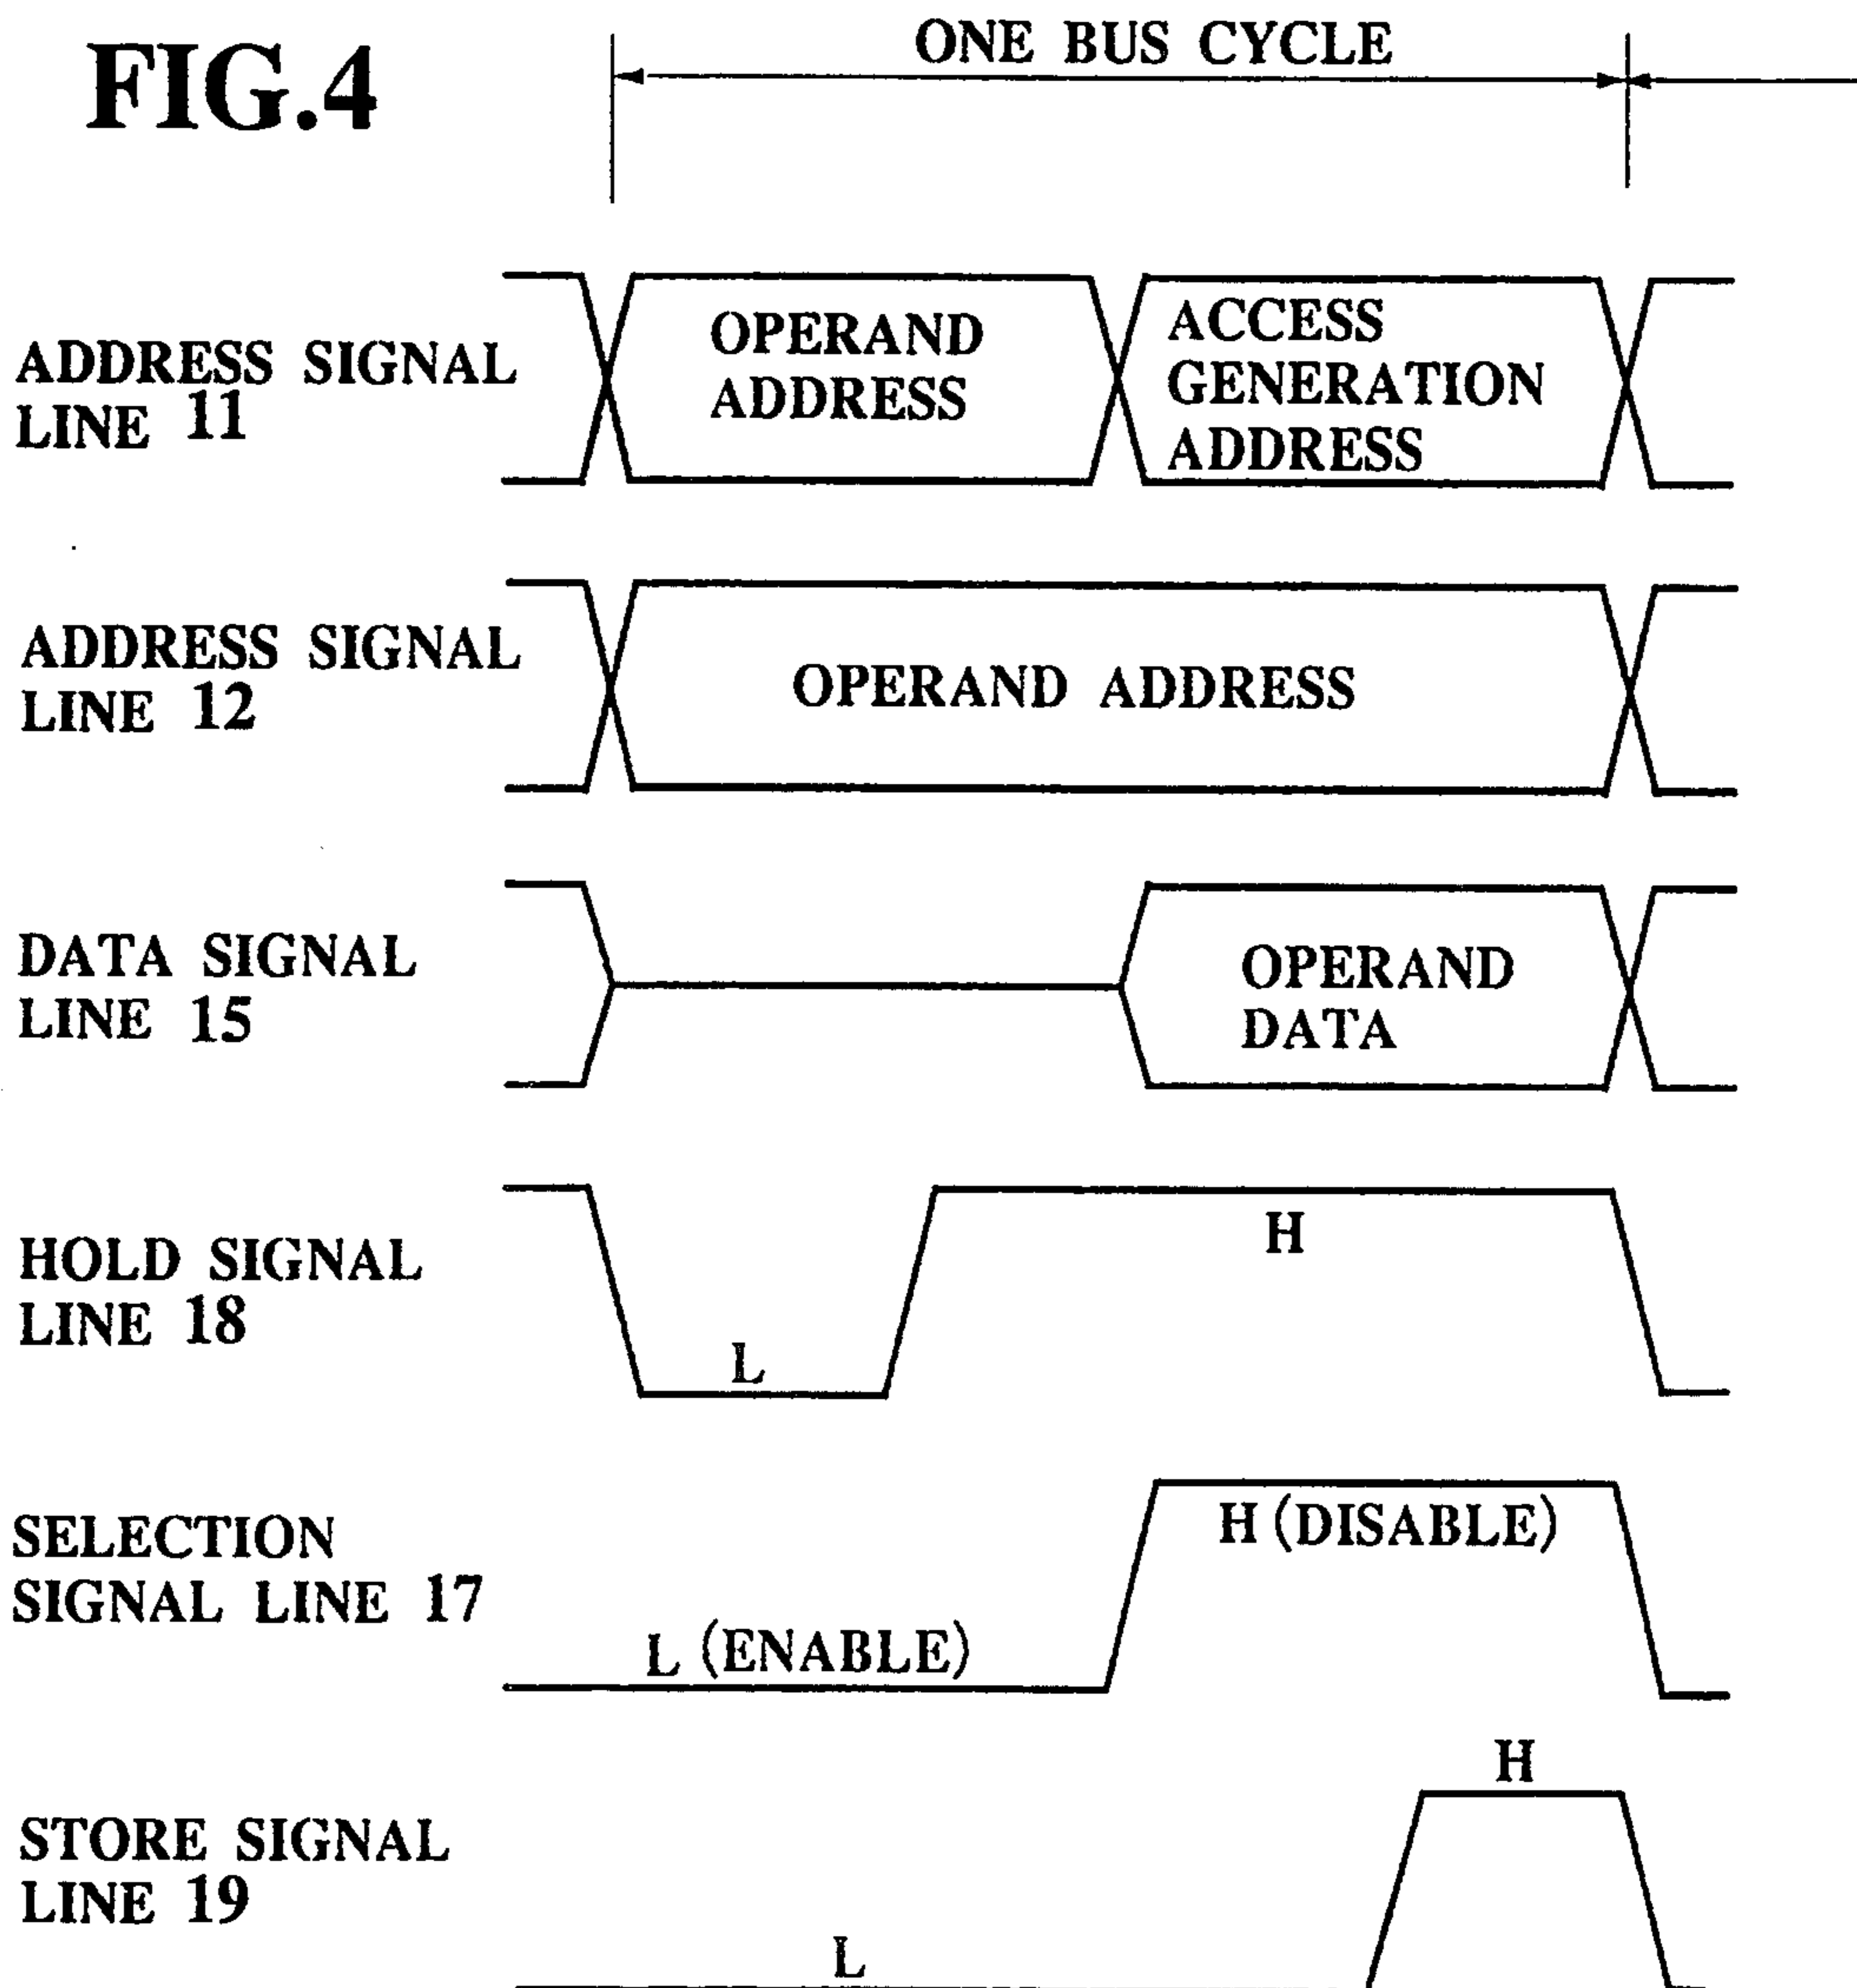 FIG.4
ONE BUS CYCLE
ADDRESS SIGNAL
LINE 11
OPERAND
ADDRESS
ACCESS
GENERATION
ADDRESS
ADDRESS SIGNAL
LINE 12
OPERAND ADDRESS
DATA SIGNAL
LINE 15
OPERAND
DATA
HOLD SIGNAL
LINE 18
L
H
SELECTION
SIGNAL LINE 17
L (ENABLE)
H (DISABLE)
STORE SIGNAL
LINE 19
L
H